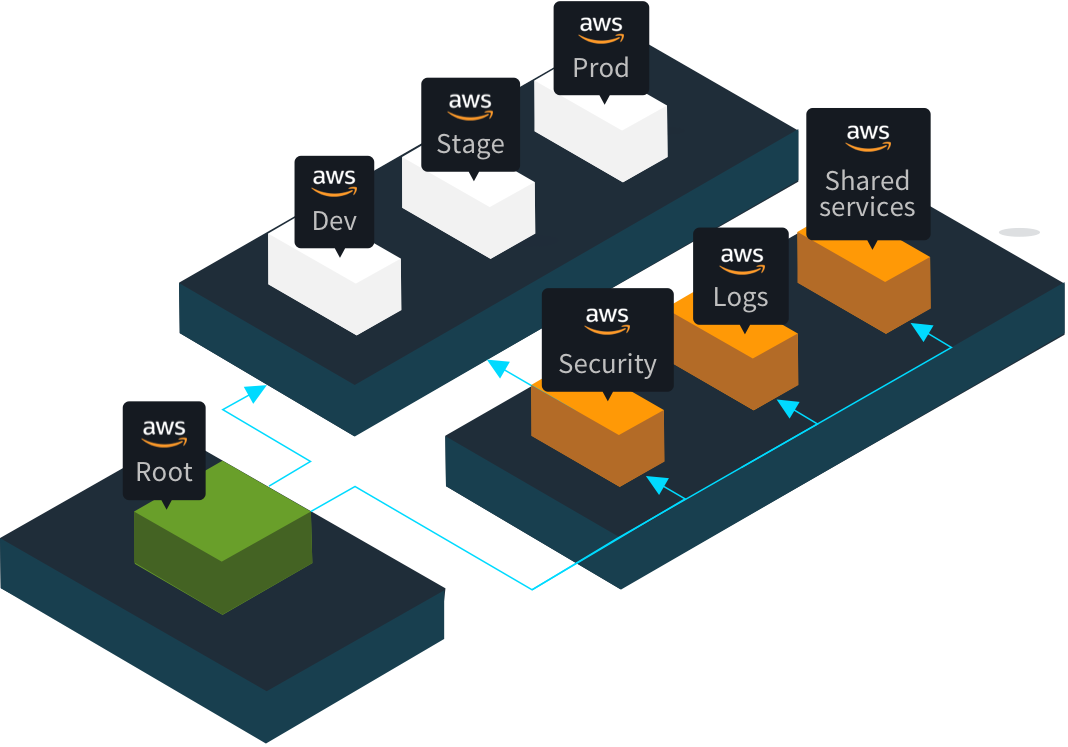 aws
Prod
aws
Stage
aws
Dev
aws
Shared
services
aws
Logs
aws
Security
aws
Root